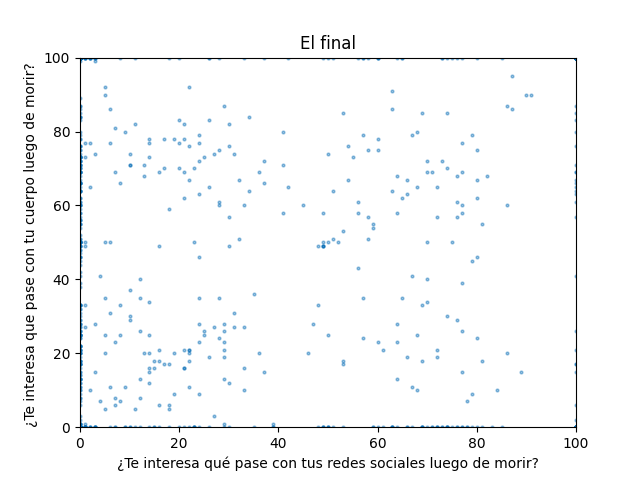 El final
¿Te interesa que pase con tu cuerpo luego de morir?
100
80
60
40
20
0
0 20 40 60 80 100
¿Te interesa qué pase con tus redes sociales luego de morir?